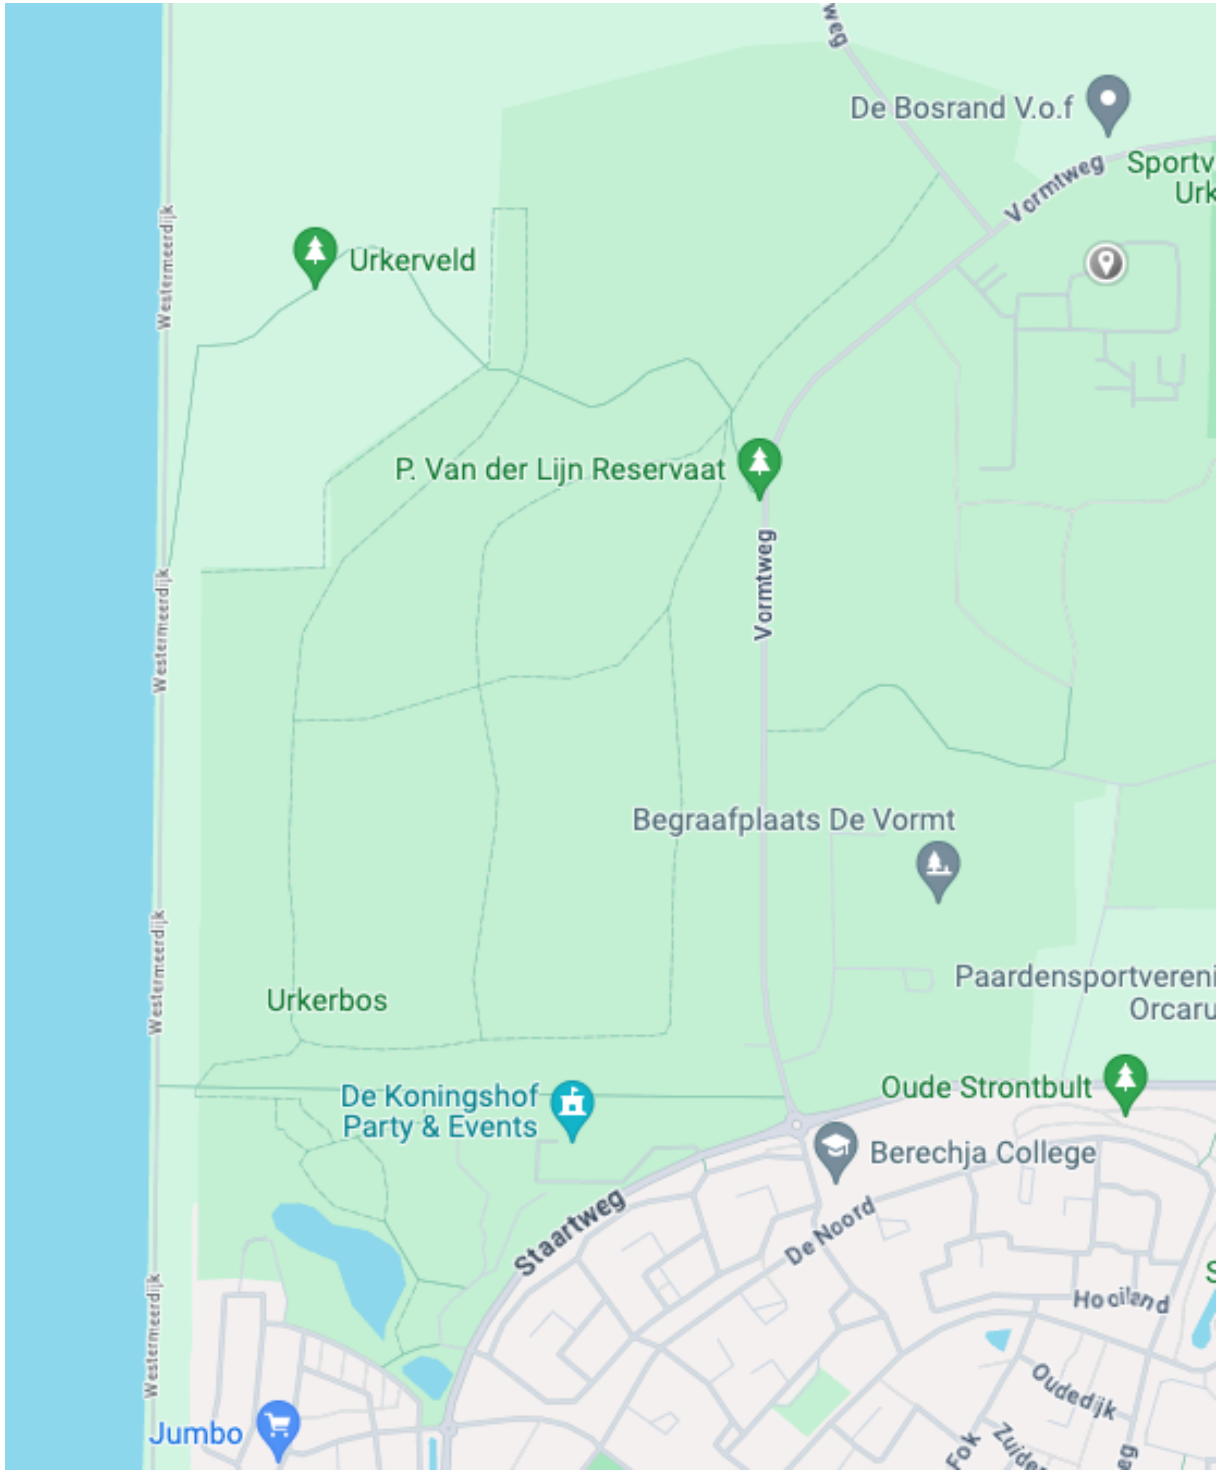 weg
De Bosrand V.o.f
Vormtweg
Sportv
Urk
Westermeerdijk
Urkerveld
P. Van der Lijn Reservaat
Vormtweg
Westermeerdijk
Begraafplaats De Vormt
Westermeerdijk
Paardensportvereni
Orcaru
Urkerbos
De Koningshof
Party & Events
Oude Strontbult
Berechja College
Staartweg
De Noord
Westermeerdijk
S
Hooiland
Oudedijk
Jumbo
Fok
Zuider
eg